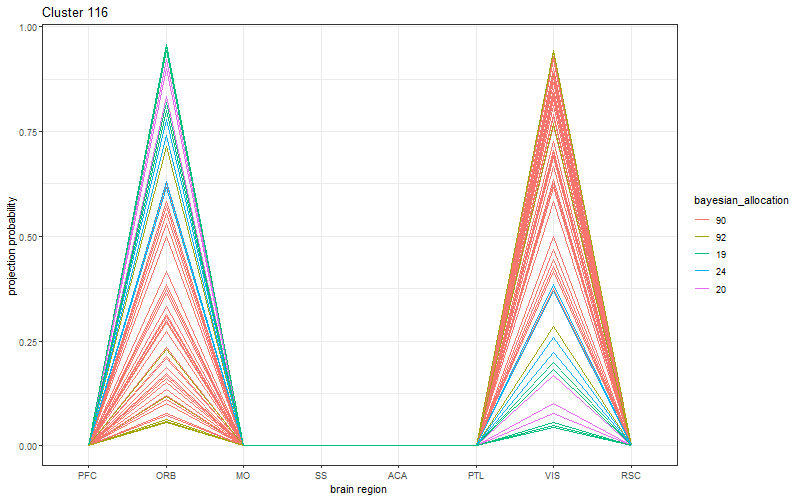 Cluster 116
1.00
0.75
0.50
0.25
0.00
projection probability
PFC ORB MO SS ACA PTL VIS RSC
brain region
bayesian_allocation
90
92
19
24
20